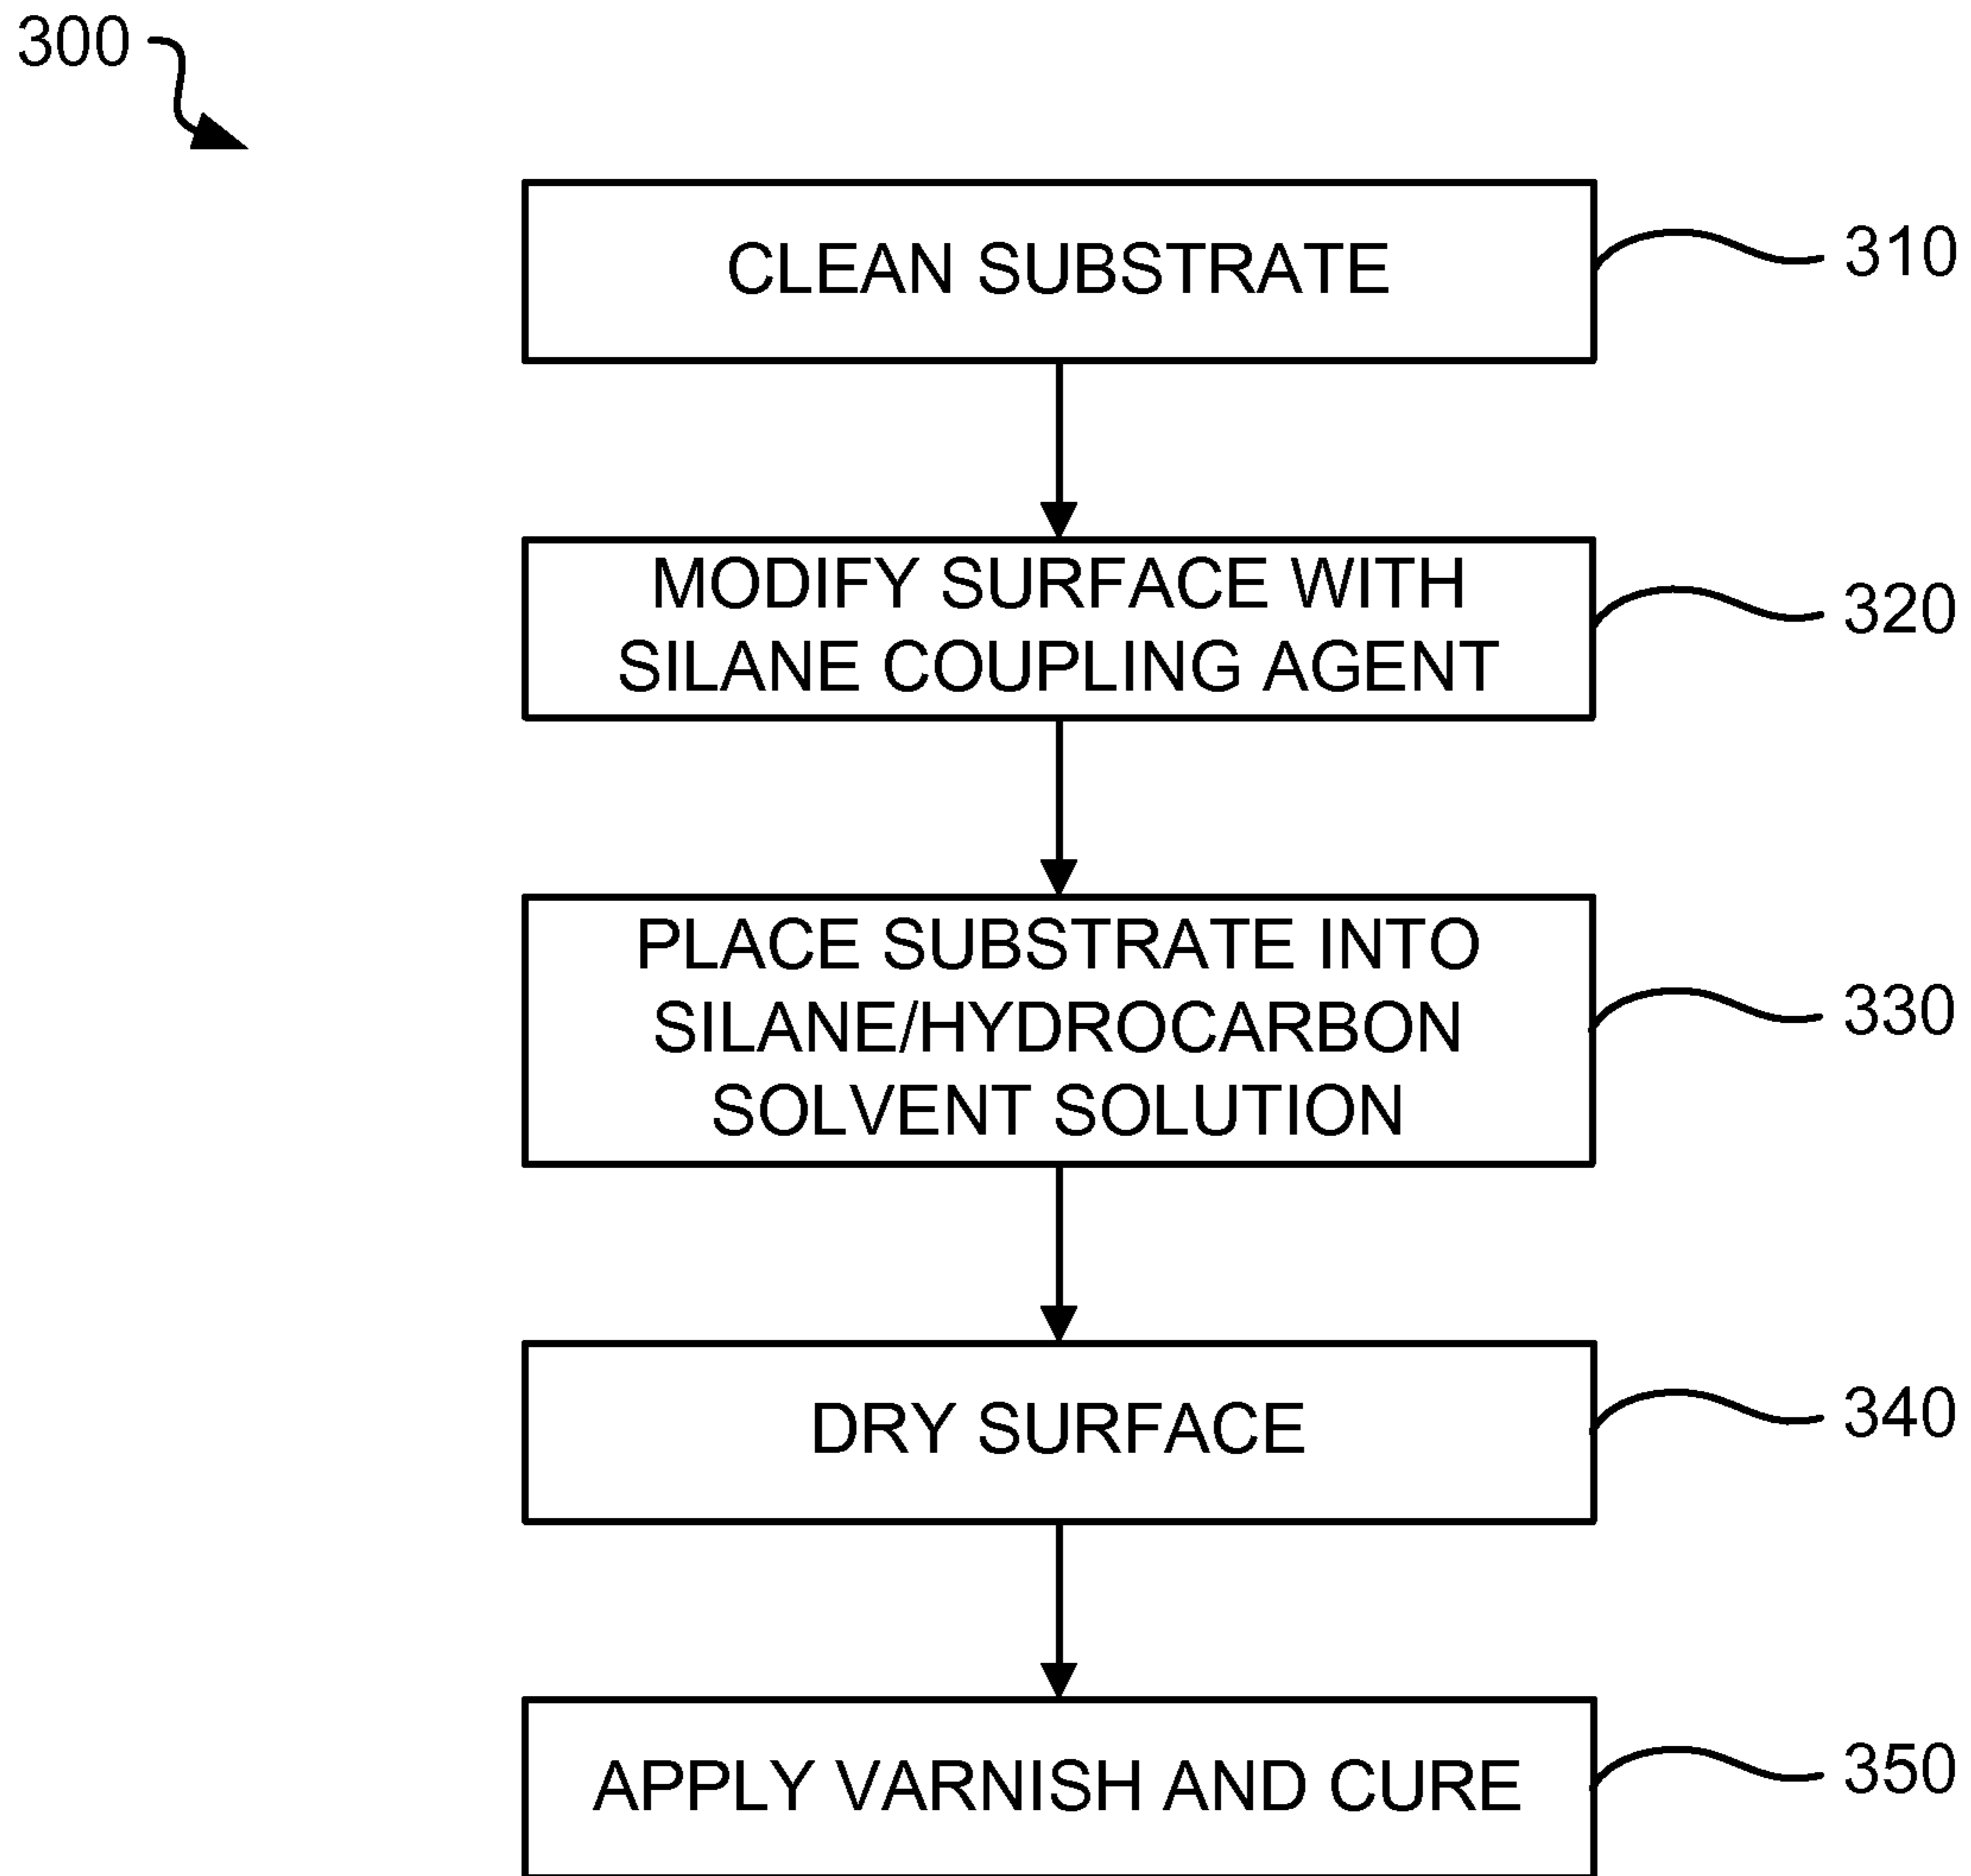 300
CLEAN SUBSTRATE
310
MODIFY SURFACE WITH
SILANE COUPLING AGENT
320
PLACE SUBSTRATE INTO
SILANE/HYDROCARBON
SOLVENT SOLUTION
330
DRY SURFACE
340
APPLY VARNISH AND CURE
350